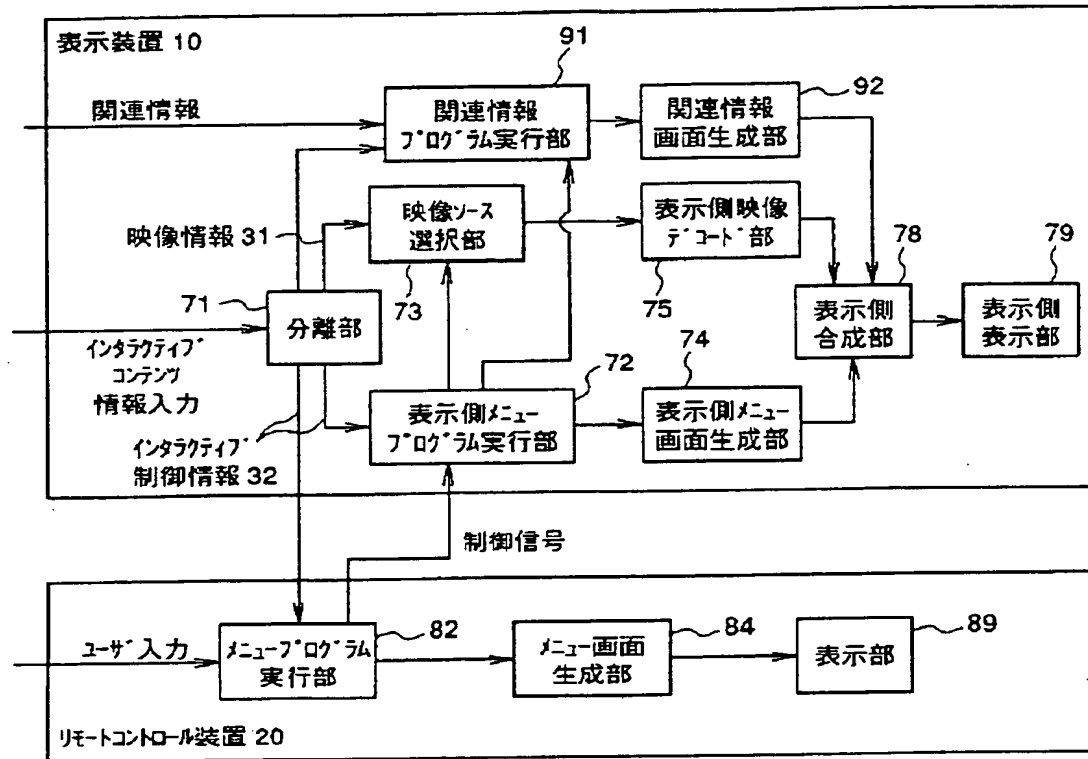 表示装置 10
91
関連情報
関連情報
プログラム実行部
92
関連情報
画面生成部
映像情報 31
映像ソース
選択部
73
表示側映像
デコード部
75
78
79
71
分離部
表示側
合成部
表示側
表示部
インタラクティブ
コンテンツ
情報入力
72
表示側メニュー
プログラム実行部
74
表示側メニュー
画面生成部
インタラクティブ
制御情報 32
制御信号
ユーザ入力
メニュープログラム
実行部
82
メニュー画面
生成部
84
表示部
89
リモートコントロール装置 20